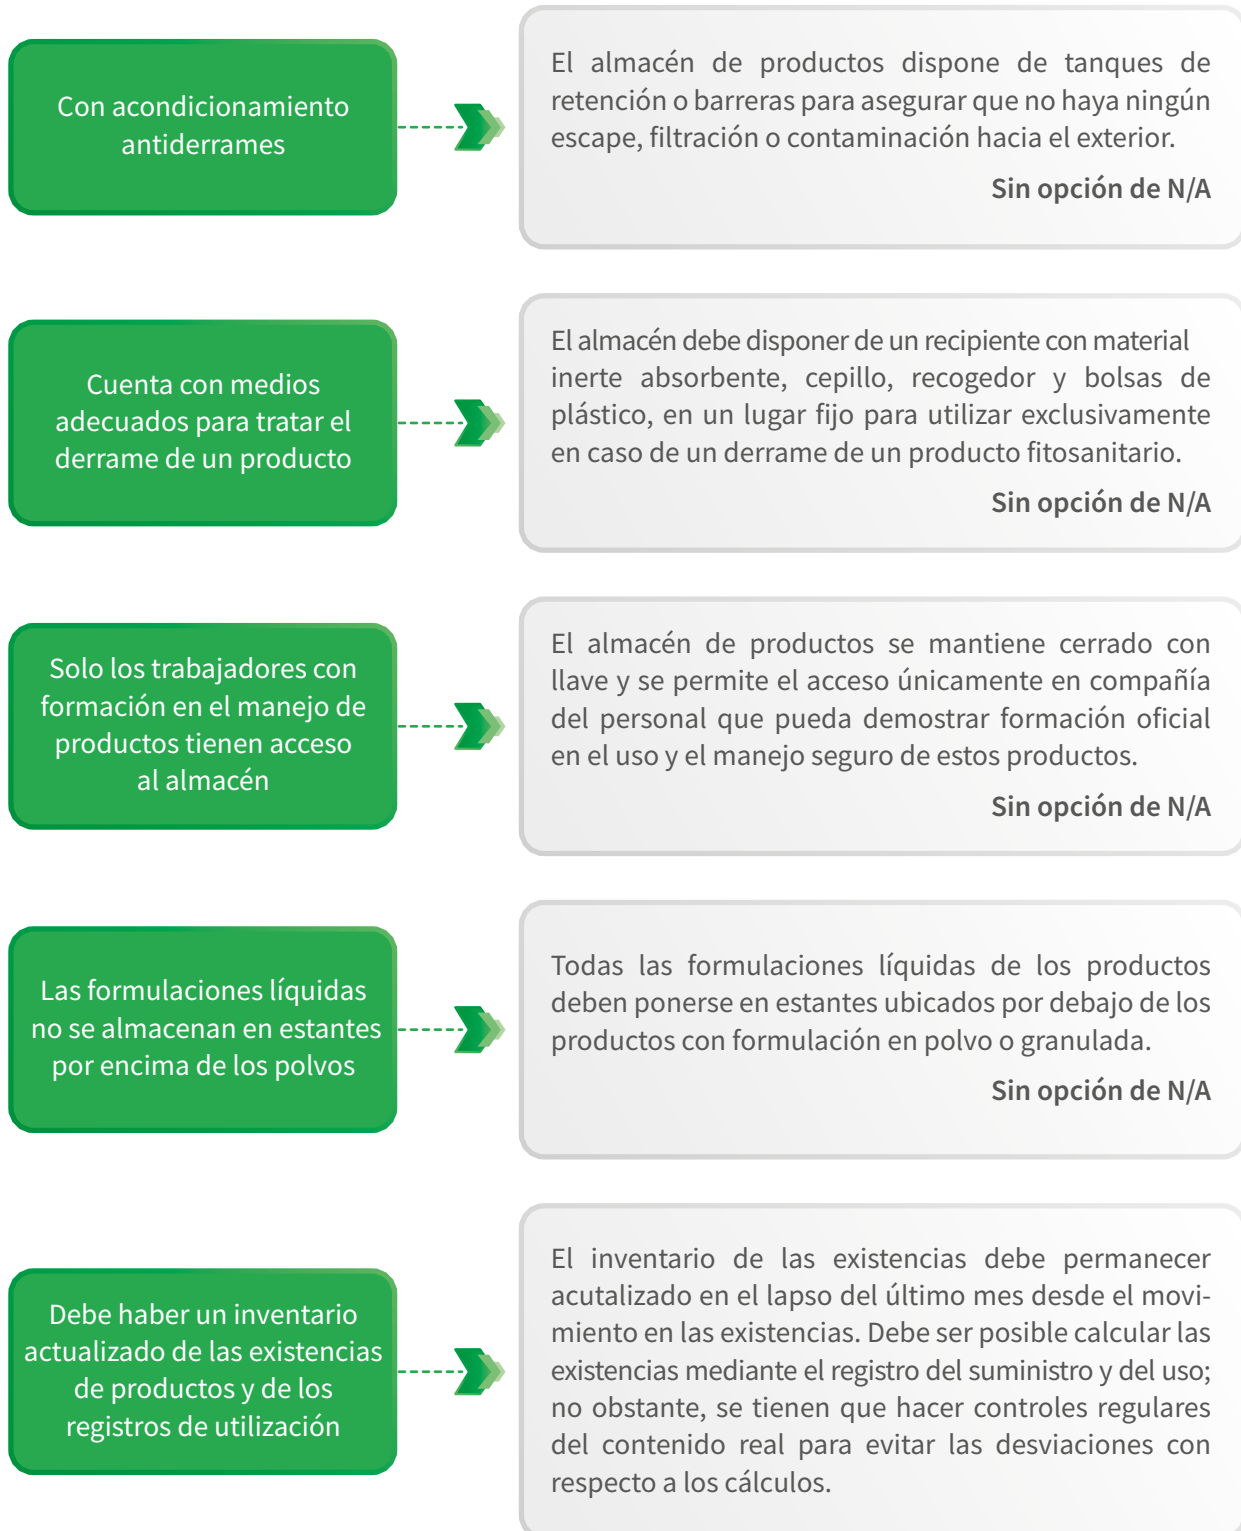 Con acondicionamiento
antiderrames
El almacén de productos dispone de tanques de
retención o barreras para asegurar que no haya ningún
escape, filtración o contaminación hacia el exterior.
Sin opción de N/A
Cuenta con medios
adecuados para tratar el
derrame de un producto
El almacén debe disponer de un recipiente con material
inerte absorbente, cepillo, recogedor y bolsas de
plástico, en un lugar fijo para utilizar exclusivamente
en caso de un derrame de un producto fitosanitario.
Sin opción de N/A
Solo los trabajadores con
formación en el manejo de
productos tienen acceso
al almacén
El almacén de productos se mantiene cerrado con
llave y se permite el acceso únicamente en compañía
del personal que pueda demostrar formación oficial
en el uso y el manejo seguro de estos productos.
Sin opción de N/A
Las formulaciones líquidas
no se almacenan en estantes
por encima de los polvos
Todas las formulaciones líquidas de los productos
deben ponerse en estantes ubicados por debajo de los
productos con formulación en polvo o granulada.
Sin opción de N/A
Debe haber un inventario
actualizado de las existencias
de productos y de los
registros de utilización
El inventario de las existencias debe permanecer
acutalizado en el lapso del último mes desde el movi-
miento en las existencias. Debe ser posible calcular las
existencias mediante el registro del suministro y del uso;
no obstante, se tienen que hacer controles regulares
del contenido real para evitar las desviaciones con
respecto a los cálculos.